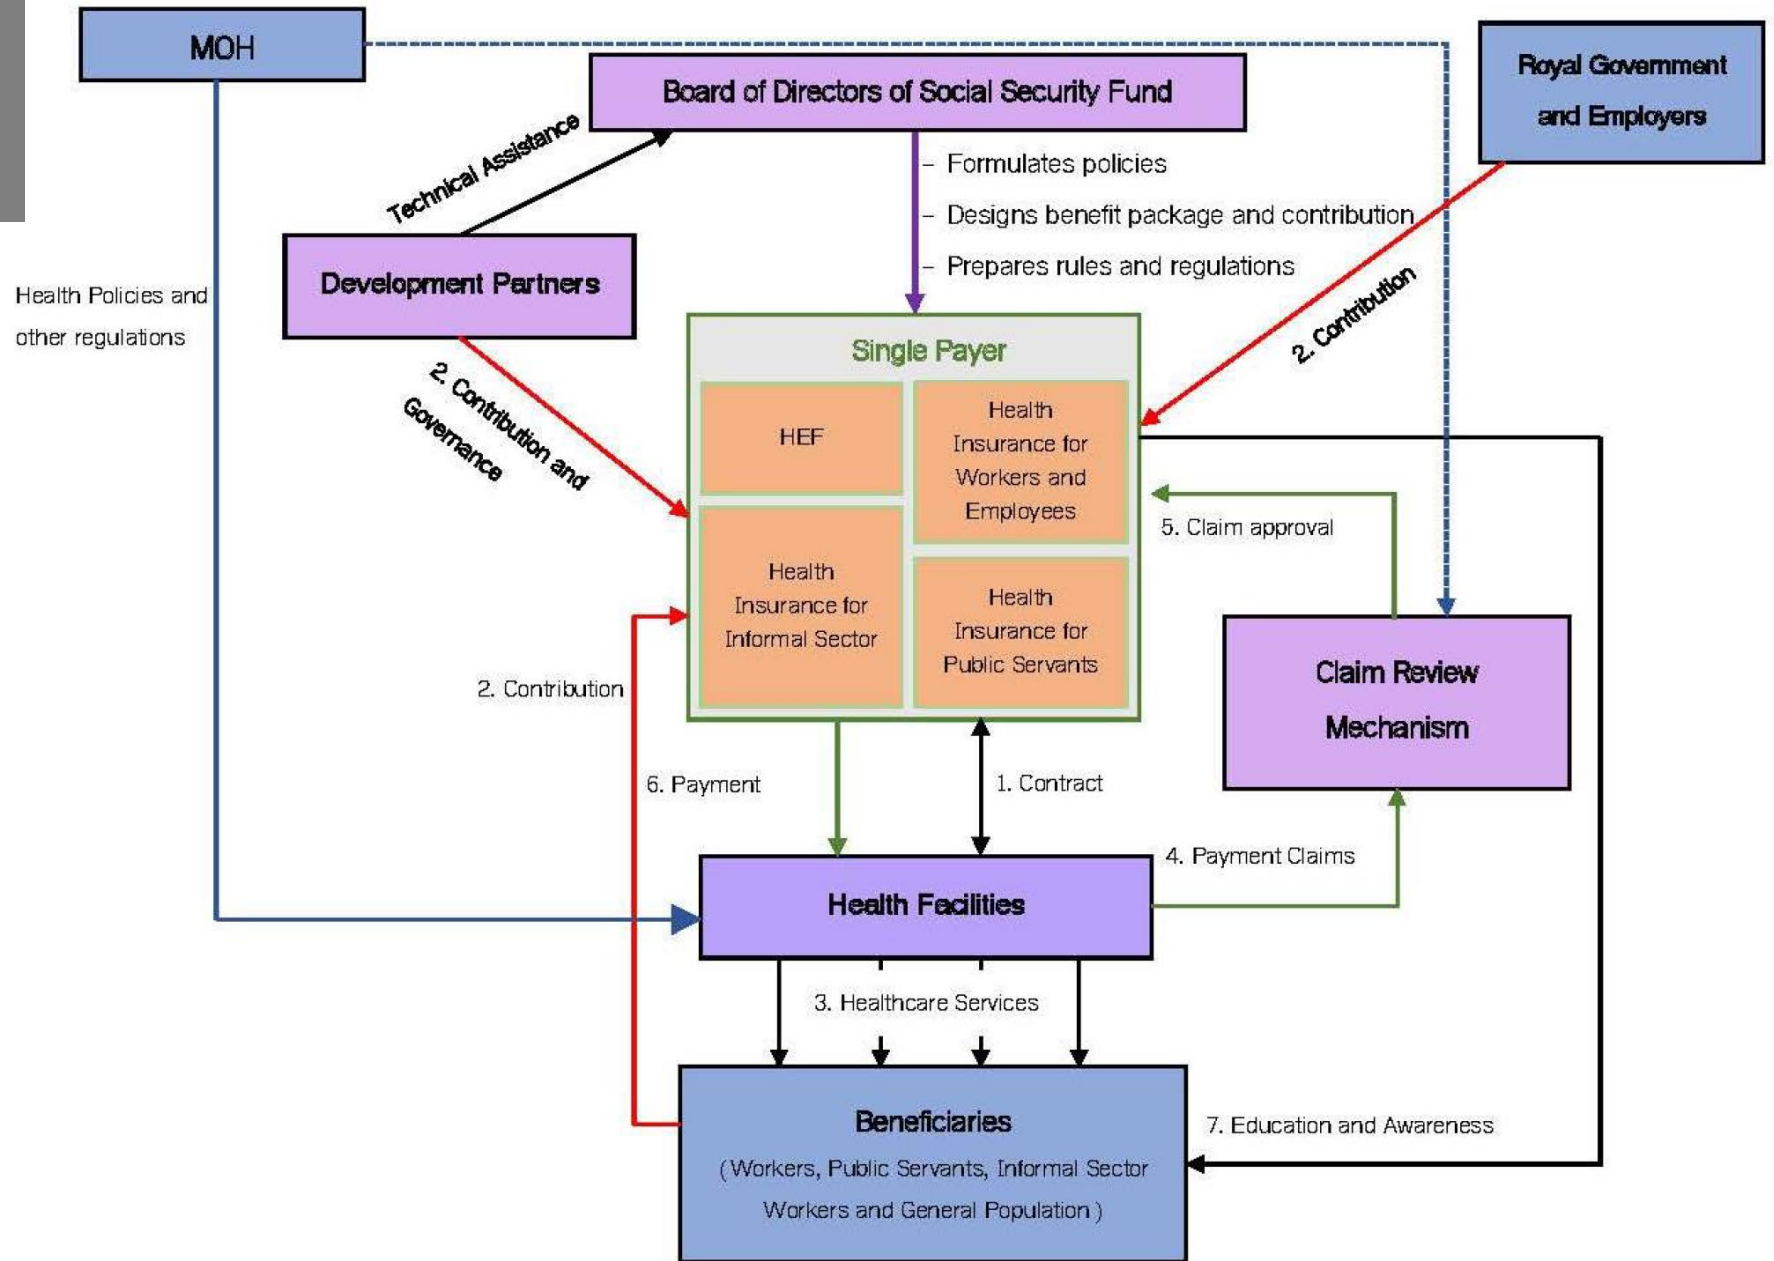 MOH
Royal Government
and Employers
Board of Directors of Social Security Fund
Technical Assistance
- Formulates policies
- Designs benefit package and contribution
- Prepares rules and regulations
Development Partners
Health Policies and
other regulations
2. Contribution
2. Contribution and
Governance
Single Payer
HEF
Health
Insurance for
Workers and
Employees
Health
Insurance for
Informal Sector
Health
Insurance for
Public Servants
5. Claim approval
Claim Review
Mechanism
2. Contribution
6. Payment
1. Contract
4. Payment Claims
Health Facilities
3. Healthcare Services
Beneficiaries
( Workers, Public Servants, Informal Sector
Workers and General Population )
7. Education and Awareness